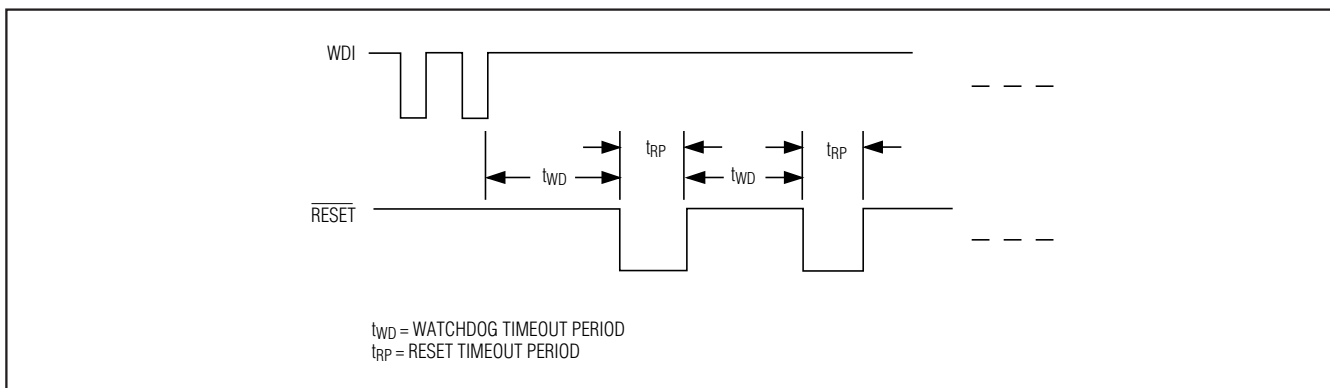 WDI
tRP tRP
tWD tWD
RESET
tWD = WATCHDOG TIMEOUT PERIOD
tRP = RESET TIMEOUT PERIOD